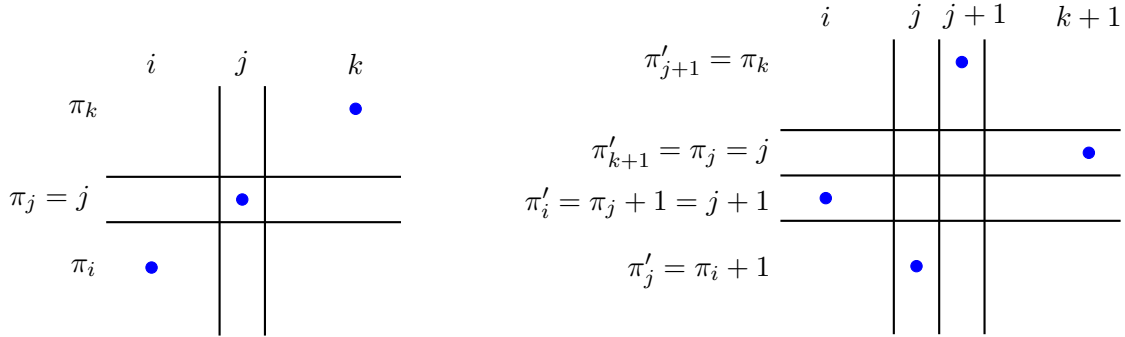 i j k
π_k
π_j = j
π_i
i j j + 1 k + 1
π'_{j+1} = π_k
π'_{k+1} = π_j = j
π'_i = π_j + 1 = j + 1
π'_j = π_i + 1